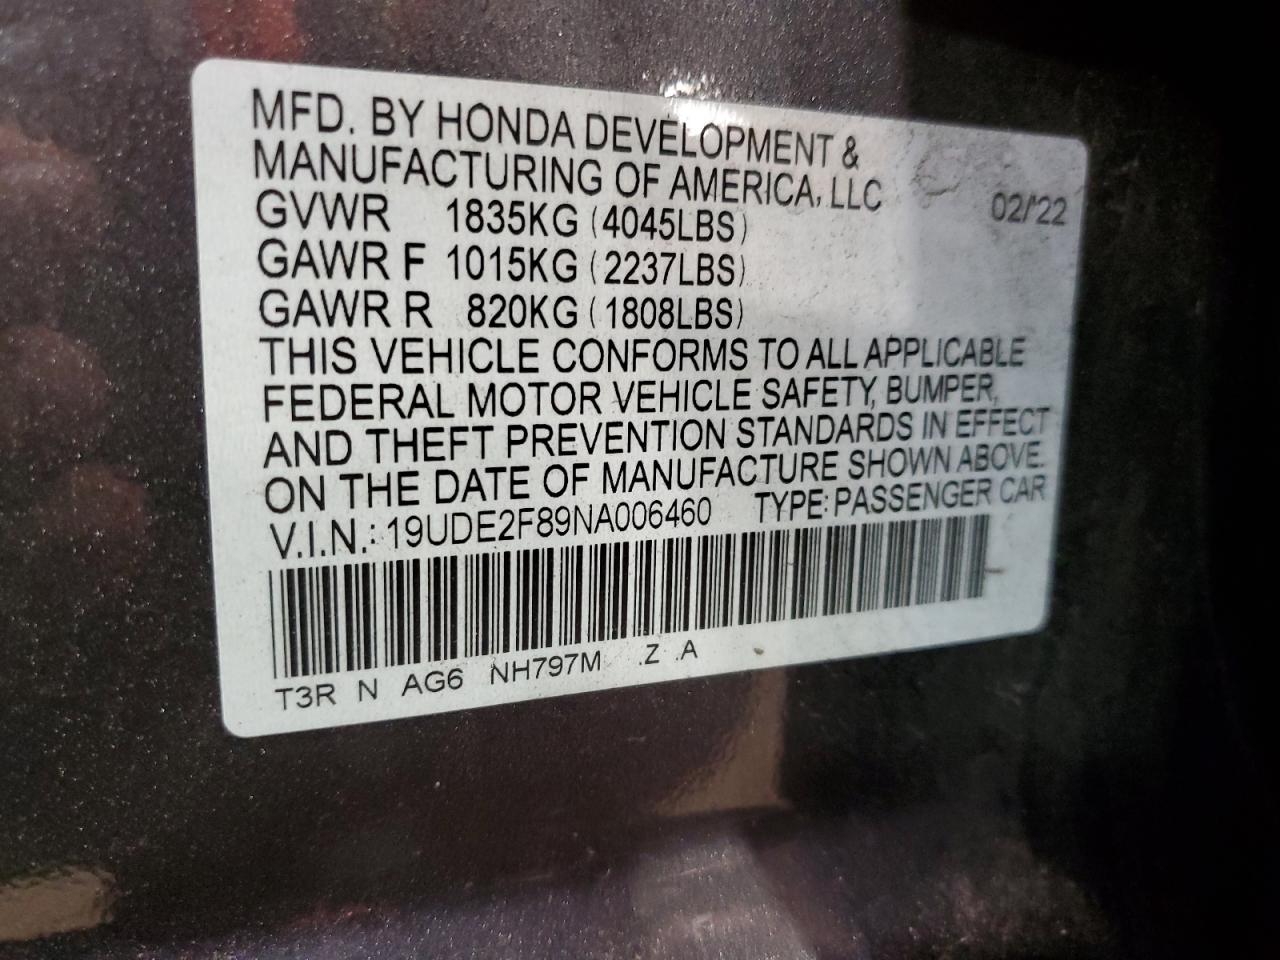 MFD. BY HONDA DEVELOPMENT &
MANUFACTURING OF AMERICA, LLC 02/'22
GVWR 1835KG (4045LBS)
GAWR F 1015KG (2237LBS)
GAWR R 820KG (1808LBS)
THIS VEHICLE CONFORMS TO ALL APPLICABLE
FEDERAL MOTOR VEHICLE SAFETY, BUMPER,
AND THEFT PREVENTION STANDARDS IN EFFECT
ON THE DATE OF MANUFACTURE SHOWN ABOVE.
V.I.N.: 19UDE2F89NA006460 TYPE: PASSENGER CAR
T3R N AG6 NH797M .Z .A